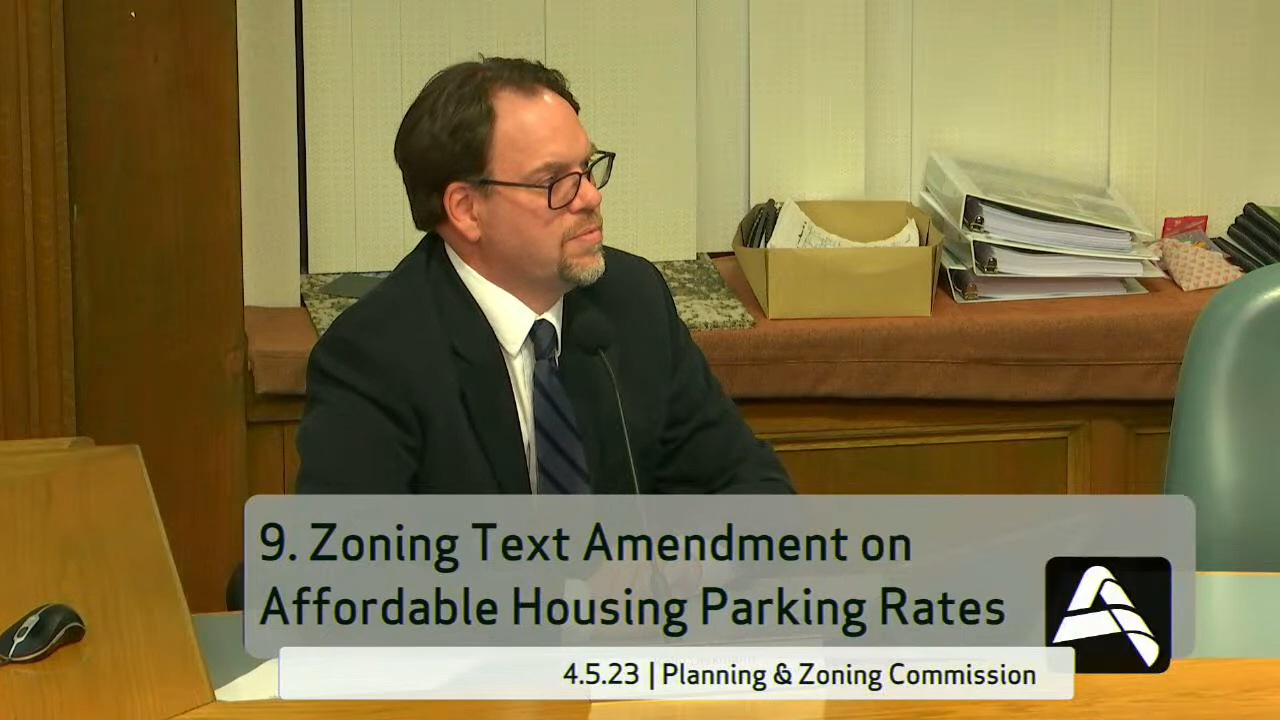 9. Zoning Text Amendment on
Affordable Housing Parking Rates
4.5.23 | Planning & Zoning Commission